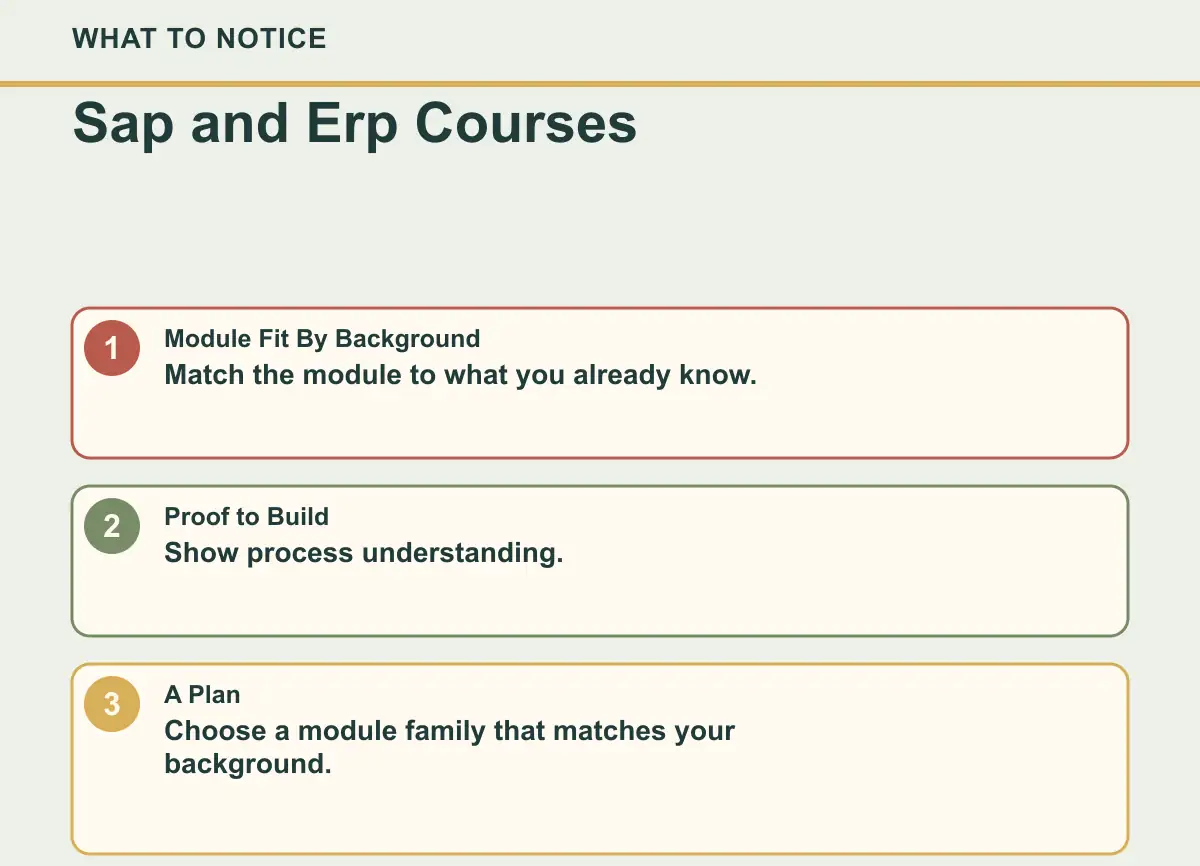 WHAT TO NOTICE
Sap and Erp Courses
1
Module Fit By Background
Match the module to what you already know.
2
Proof to Build
Show process understanding.
3
A Plan
Choose a module family that matches your
background.